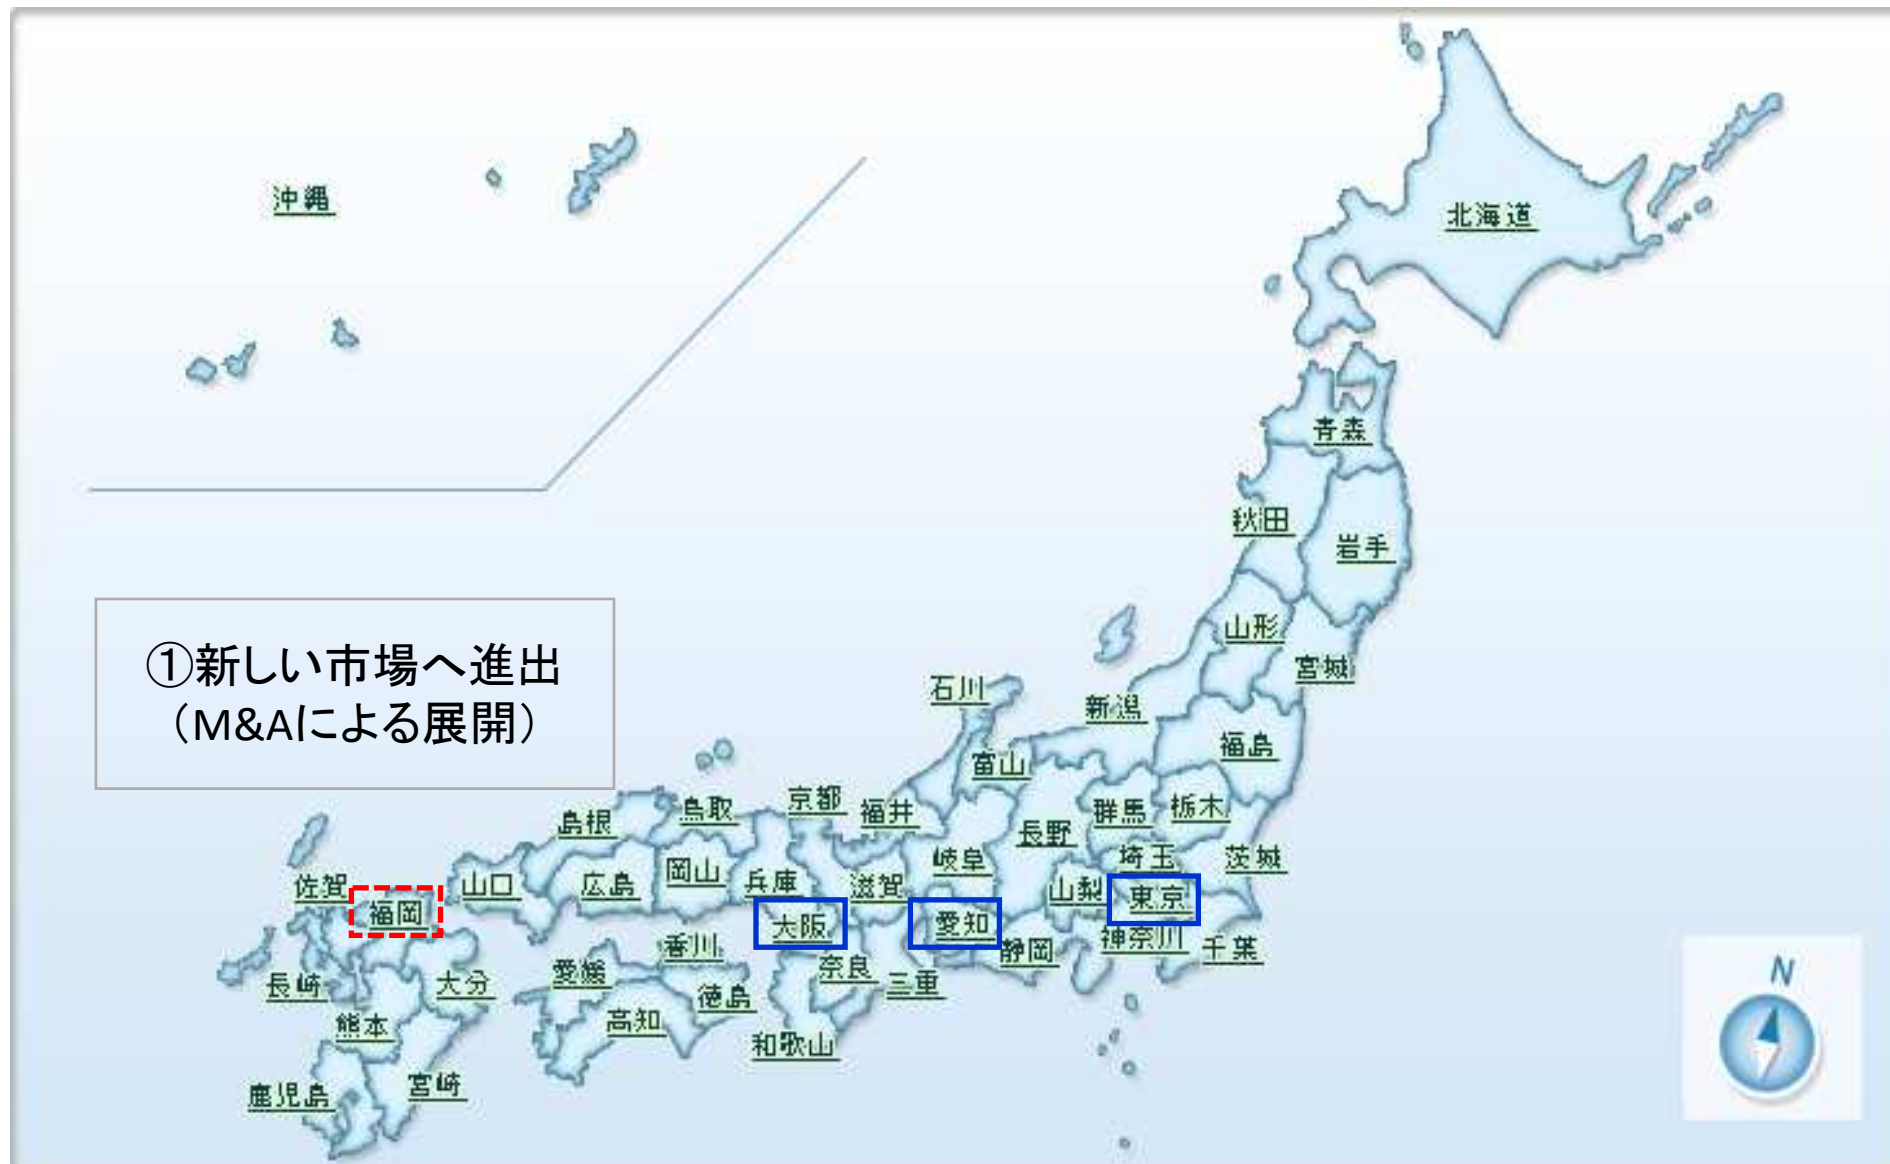 沖縄
北海道
青森
秋田
岩手
山形
宮城
①新しい市場へ進出
（M&Aによる展開）
石川
新潟
福島
富山
島根
鳥取
京都
福井
長野
群馬
栃木
佐賀
福岡
山口
広島
岡山
兵庫
滋賀
岐阜
山梨
埼玉
茨城
東京
大阪
愛知
静岡
神奈川
千葉
長崎
大分
愛媛
香川
奈良
三重
熊本
高知
徳島
和歌山
鹿児島
宮崎
N